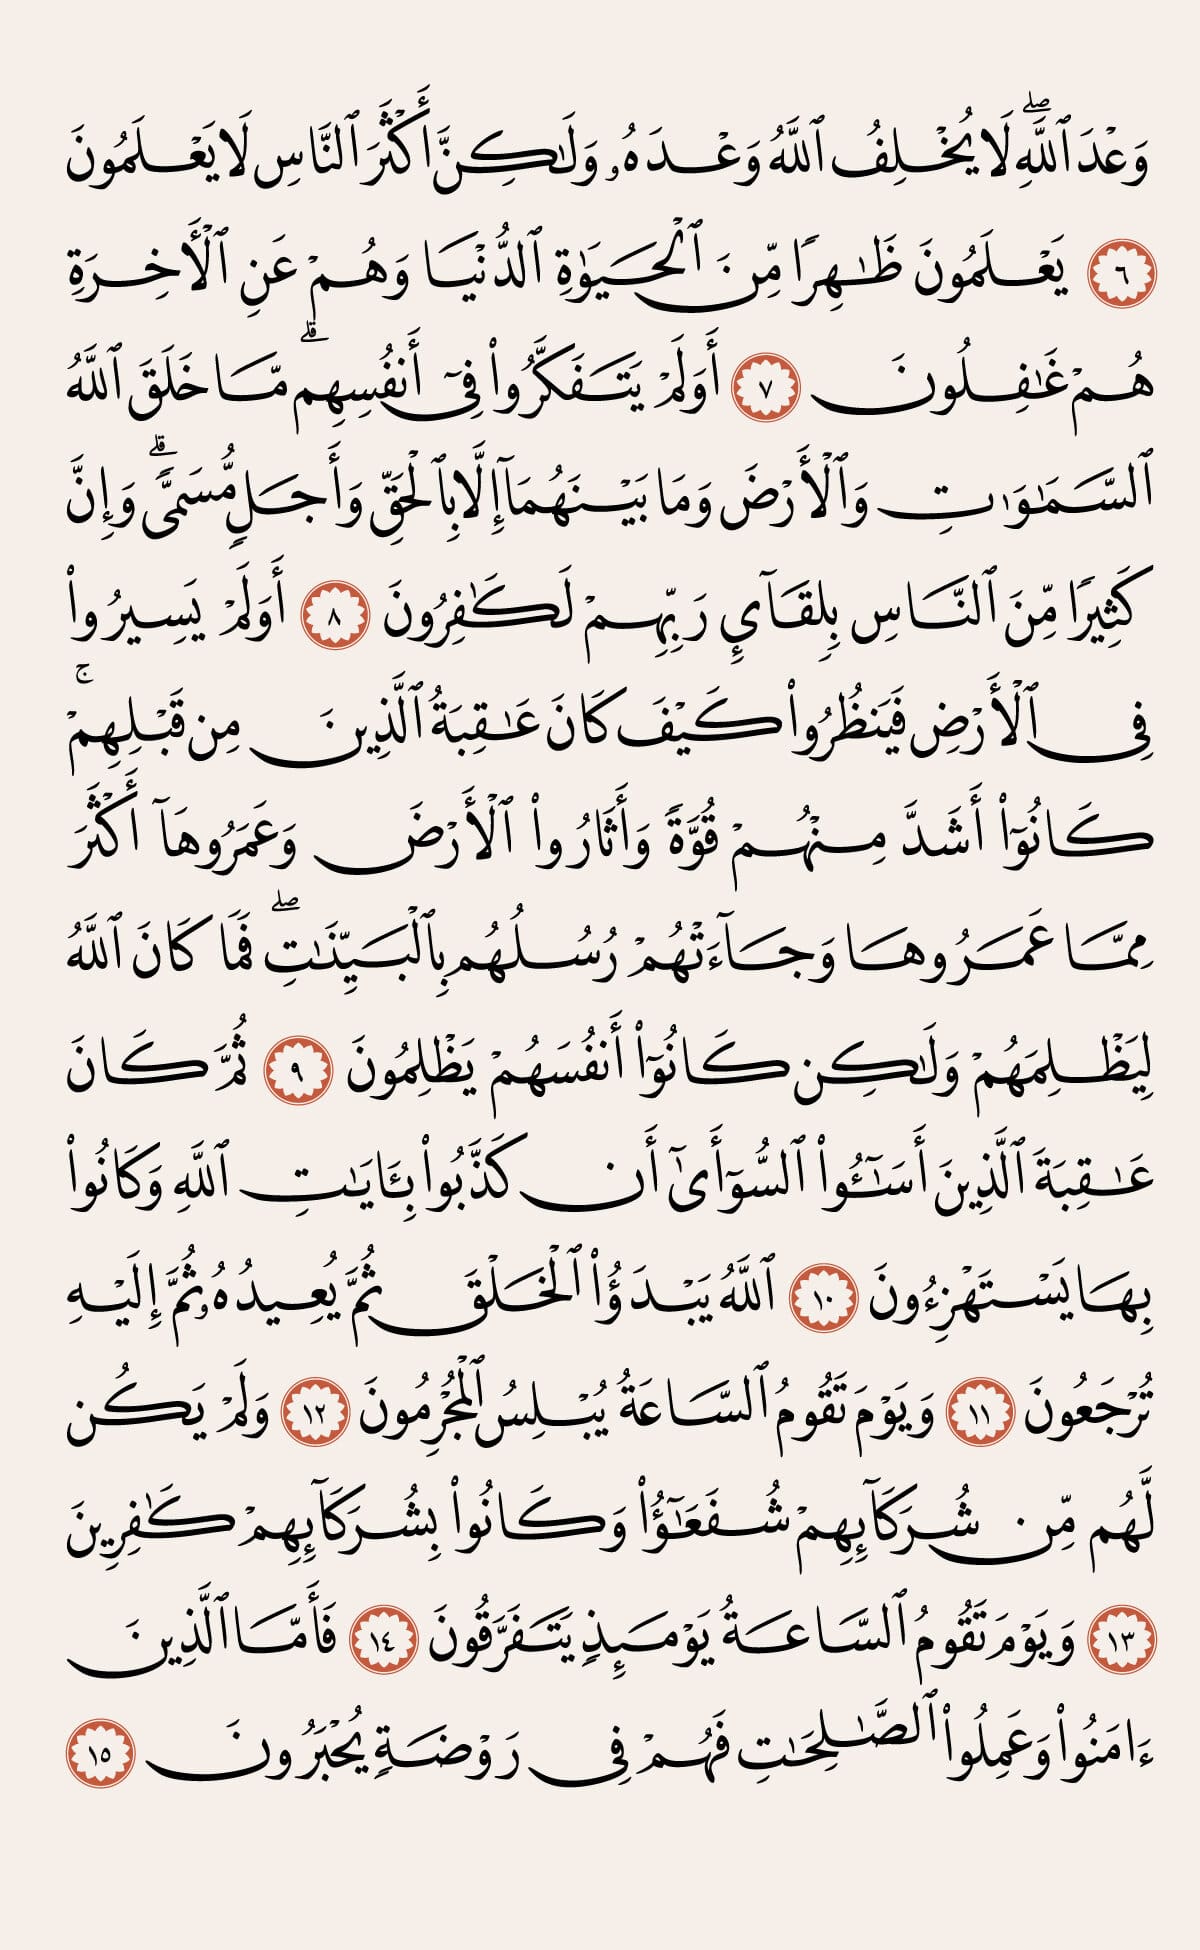 وَعْدَ ٱللَّهِۖ لَا يُخْلِفُ ٱللَّهُ وَعْدَهُۥ وَلَٰكِنَّ أَكْثَرَ ٱلنَّاسِ لَا يَعْلَمُونَ
٦ يَعْلَمُونَ ظَٰهِرًا مِّنَ ٱلْحَيَوٰةِ ٱلدُّنْيَا وَهُمْ عَنِ ٱلْأَخِرَةِ
هُمْ غَٰفِلُونَ ٧ أَوَلَمْ يَتَفَكَّرُوا۟ فِىٓ أَنفُسِهِمۗ مَّا خَلَقَ ٱللَّهُ
ٱلسَّمَٰوَٰتِ وَٱلْأَرْضَ وَمَا بَيْنَهُمَآ إِلَّا بِٱلْحَقِّ وَأَجَلٍ مُّسَمًّىۗ وَإِنَّ
كَثِيرًا مِّنَ ٱلنَّاسِ بِلِقَآئِ رَبِّهِمْ لَكَٰفِرُونَ ٨ أَوَلَمْ يَسِيرُوا۟
فِى ٱلْأَرْضِ فَيَنظُرُوا۟ كَيْفَ كَانَ عَٰقِبَةُ ٱلَّذِينَ مِن قَبْلِهِمْۚ
كَانُوٓا۟ أَشَدَّ مِنْهُمْ قُوَّةً وَأَثَارُوا۟ ٱلْأَرْضَ وَعَمَرُوهَآ أَكْثَرَ
مِمَّا عَمَرُوهَا وَجَآءَتْهُمْ رُسُلُهُم بِٱلْبَيِّنَٰتِۖ فَمَا كَانَ ٱللَّهُ
لِيَظْلِمَهُمْ وَلَٰكِن كَانُوٓا۟ أَنفُسَهُمْ يَظْلِمُونَ ٩ ثُمَّ كَانَ
عَٰقِبَةَ ٱلَّذِينَ أَسَٰٓـُٔوا۟ ٱلسُّوٓأَىٰٓ أَن كَذَّبُوا۟ بِـَٔايَٰتِ ٱللَّهِ وَكَانُوا۟
بِهَا يَسْتَهْزِءُونَ ١٠ ٱللَّهُ يَبْدَؤُا۟ ٱلْخَلْقَ ثُمَّ يُعِيدُهُۥ ثُمَّ إِلَيْهِ
تُرْجَعُونَ ١١ وَيَوْمَ تَقُومُ ٱلسَّاعَةُ يُبْلِسُ ٱلْمُجْرِمُونَ ١٢ وَلَمْ يَكُن
لَّهُم مِّن شُرَكَآئِهِمْ شُفَعَٰٓؤُا۟ وَكَانُوا۟ بِشُرَكَآئِهِمْ كَٰفِرِينَ
١٣ وَيَوْمَ تَقُومُ ٱلسَّاعَةُ يَوْمَئِذٍ يَتَفَرَّقُونَ ١٤ فَأَمَّا ٱلَّذِينَ
ءَامَنُوا۟ وَعَمِلُوا۟ ٱلصَّٰلِحَٰتِ فَهُمْ فِى رَوْضَةٍ يُحْبَرُونَ ١٥